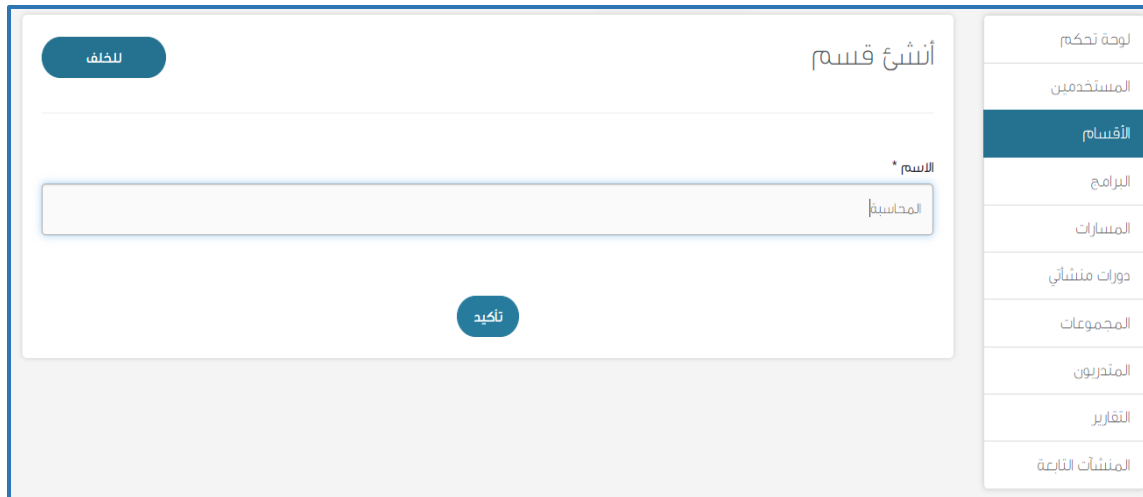 لوحة تحكم
المستخدمين
الأقسام
البرامج
المسارات
دورات منشأتي
المجموعات
المتدربون
التقارير
المنشآت التابعة
أنشئ قسم
للخلف
الاسم *
المحاسبة
تأكيد